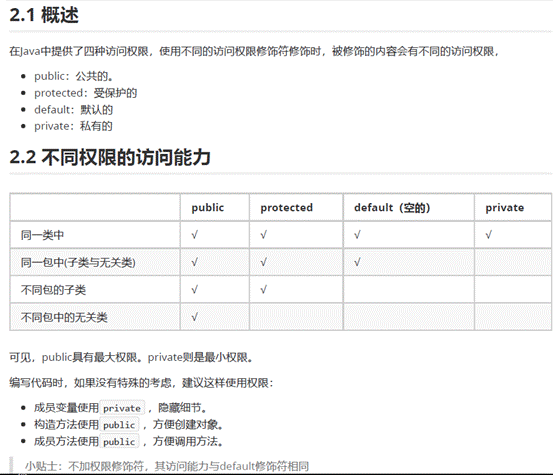 2.1 概述
在Java中提供了四种访问权限，使用不同的访问权限修饰符修饰时，被修饰的内容会有不同的访问权限，
public：公共的。
protected：受保护的
default：默认的
private：私有的
2.2 不同权限的访问能力
public protected default（空的） private
同一类中 √ √ √ √
同一包中(子类与无关类) √ √ √
不同包的子类 √ √
不同包中的无关类 √
可见，public具有最大权限。private则是最小权限。
编写代码时，如果没有特殊的考虑，建议这样使用权限：
成员变量使用 private ，隐藏细节。
构造方法使用 public ，方便创建对象。
成员方法使用 public ，方便调用方法。
小贴士：不加权限修饰符，其访问能力与default修饰符相同